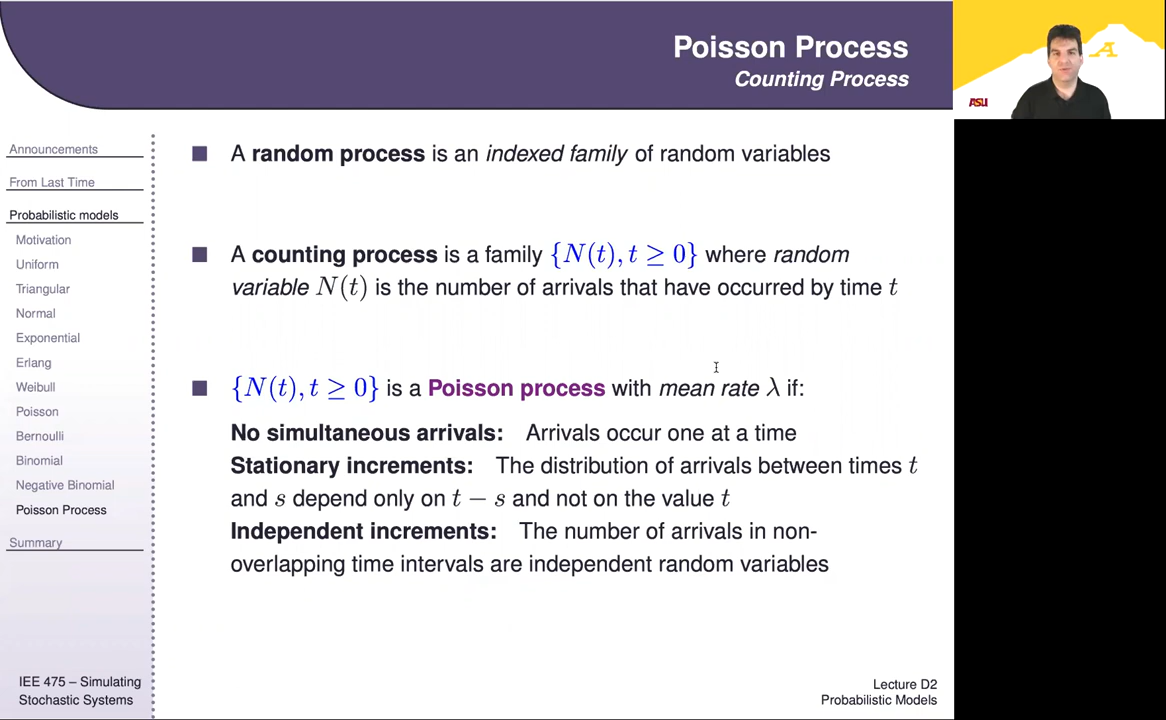 Poisson Process
Counting Process
A
ASU
Announcements
From Last Time
Probabilistic models
Motivation
Uniform
Triangular
Normal
Exponential
Erlang
Weibull
Poisson
Bernoulli
Binomial
Negative Binomial
Poisson Process
Summary
A random process is an indexed family of random variables
A counting process is a family {N(t), t ≥ 0} where random
variable N(t) is the number of arrivals that have occurred by time t
{N(t), t ≥ 0} is a Poisson process with mean rate λ if:
No simultaneous arrivals: Arrivals occur one at a time
Stationary increments: The distribution of arrivals between times t
and s depend only on t − s and not on the value t
Independent increments: The number of arrivals in non-
overlapping time intervals are independent random variables
IEE 475 – Simulating
Stochastic Systems
Lecture D2
Probabilistic Models